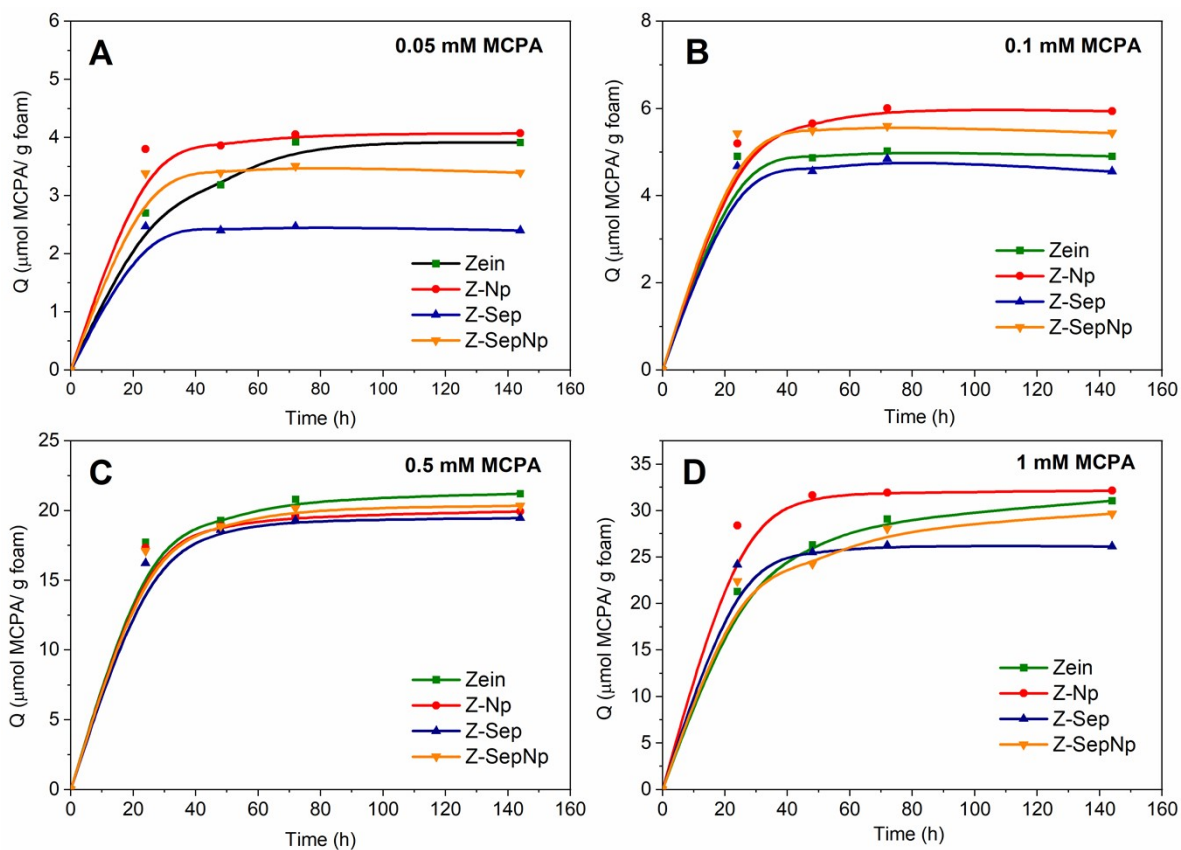 A
0.05 mM MCPA
Q (μmol MCPA/ g foam)
6
5
4
3
2
1
0
Zein
Z-Np
Z-Sep
Z-SepNp
0 20 40 60 80 100 120 140 160
Time (h)
B
0.1 mM MCPA
Q (μmol MCPA/ g foam)
8
6
4
2
0
Zein
Z-Np
Z-Sep
Z-SepNp
0 20 40 60 80 100 120 140 160
Time (h)
C
0.5 mM MCPA
Q (μmol MCPA/ g foam)
25
20
15
10
5
0
Zein
Z-Np
Z-Sep
Z-SepNp
0 20 40 60 80 100 120 140 160
Time (h)
D
1 mM MCPA
Q (μmol MCPA/ g foam)
35
30
25
20
15
10
5
0
Zein
Z-Np
Z-Sep
Z-SepNp
0 20 40 60 80 100 120 140 160
Time (h)